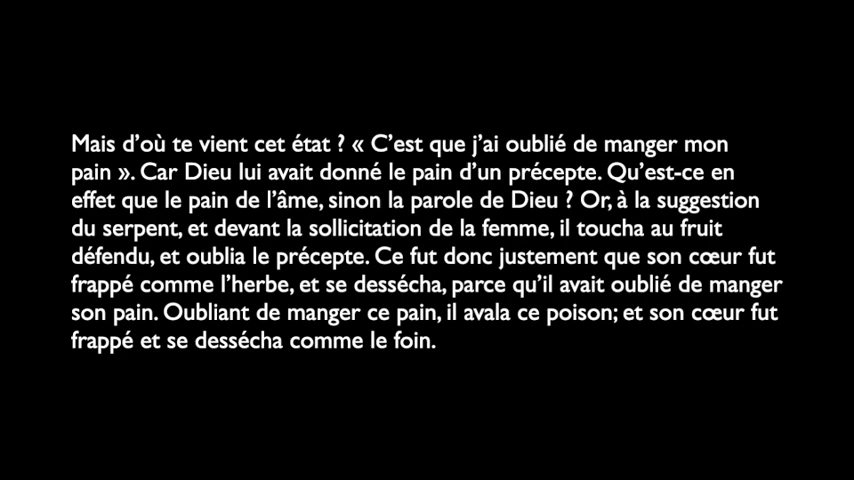 Mais d’où te vient cet état ? « C’est que j’ai oublié de manger mon
pain ». Car Dieu lui avait donné le pain d’un précepte. Qu’est-ce en
effet que le pain de l’âme, sinon la parole de Dieu ? Or, à la suggestion
du serpent, et devant la sollicitation de la femme, il toucha au fruit
défendu, et oublia le précepte. Ce fut donc justement que son cœur fut
frappé comme l’herbe, et se dessécha, parce qu’il avait oublié de manger
son pain. Oubliant de manger ce pain, il avala ce poison; et son cœur fut
frappé et se dessécha comme le foin.